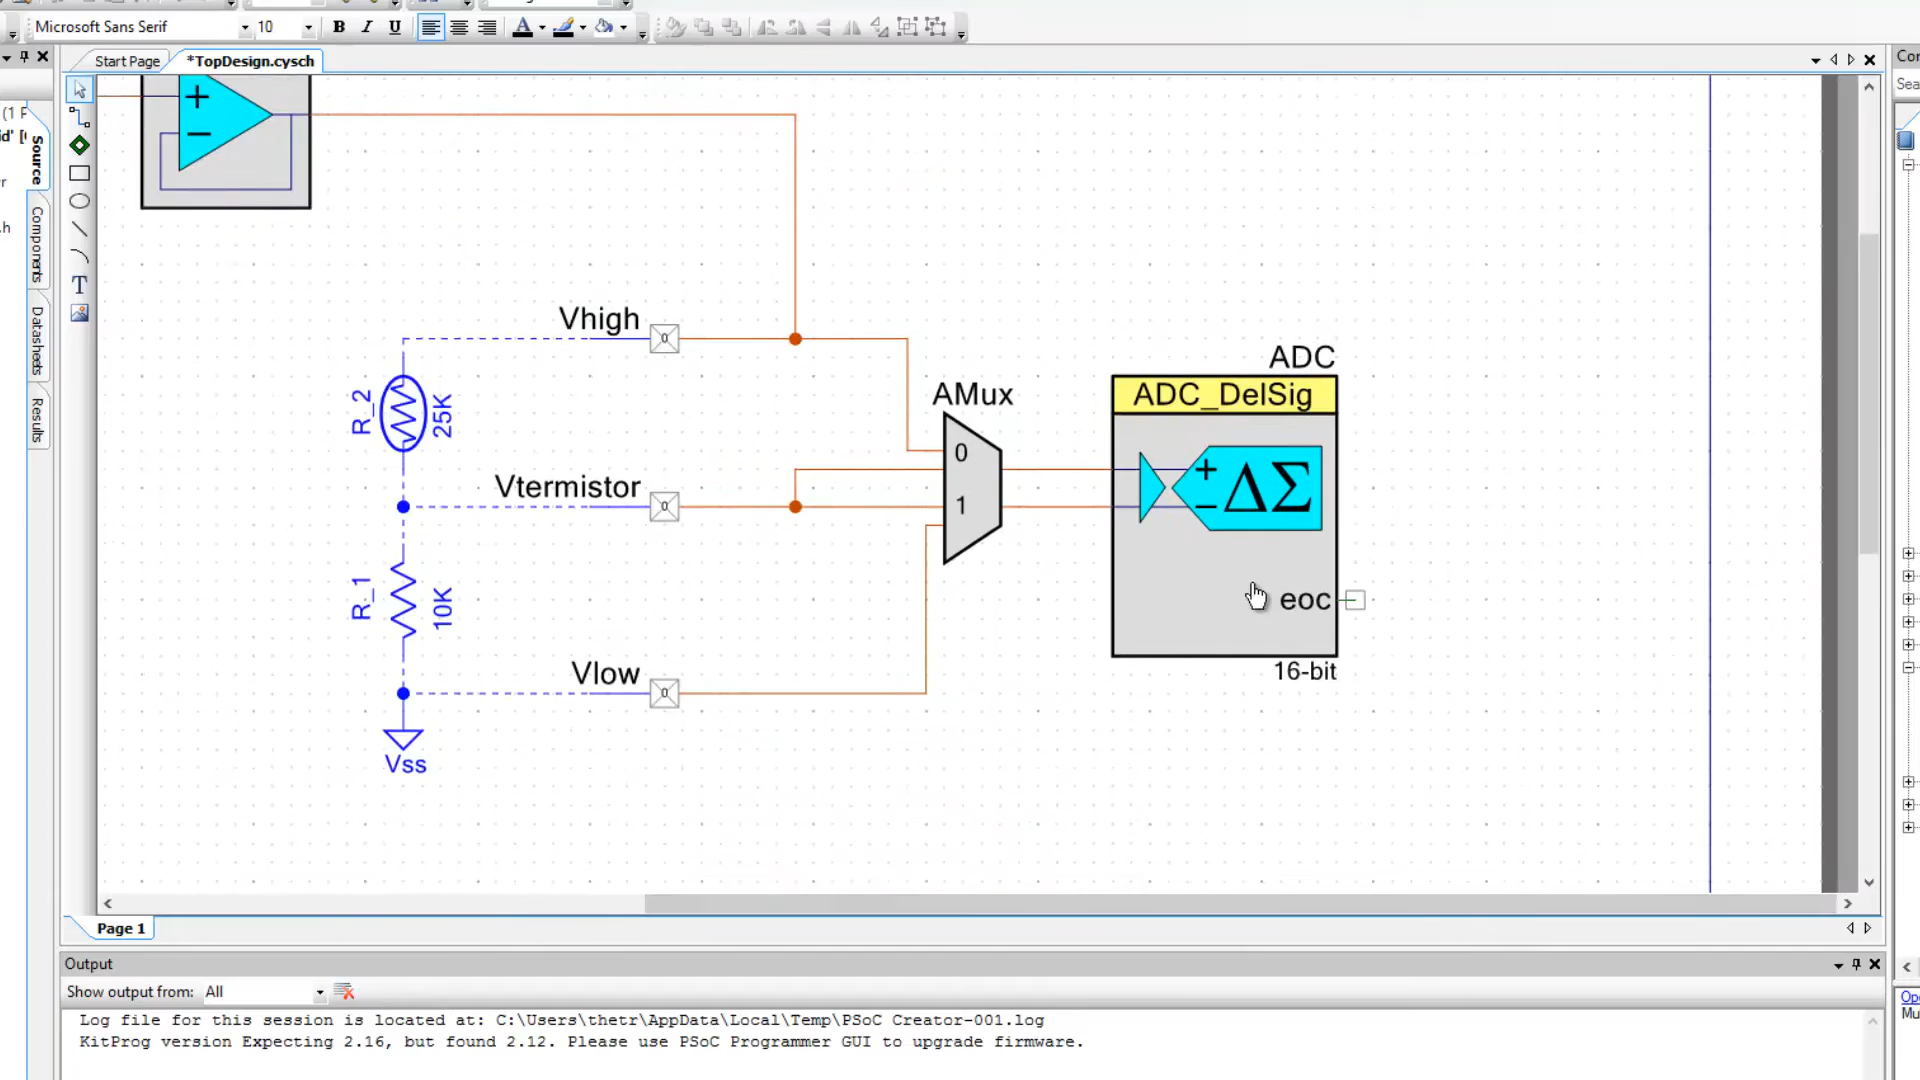 Microsoft Sans Serif 10 B I U A
Start Page *TopDesign.cysch
Source
Components
Datasheets
Results
T
+
−
Vhigh 0
R_2 25K
Vtermistor 0
R_1 10K
Vlow 0
Vss
AMux
0
1
ADC
ADC_DelSig
+
− ΔΣ
eoc
16-bit
Page 1
Output
Show output from: All
Log file for this session is located at: C:\Users\thetr\AppData\Local\Temp\PSoC Creator-001.log
KitProg version Expecting 2.16, but found 2.12. Please use PSoC Programmer GUI to upgrade firmware.